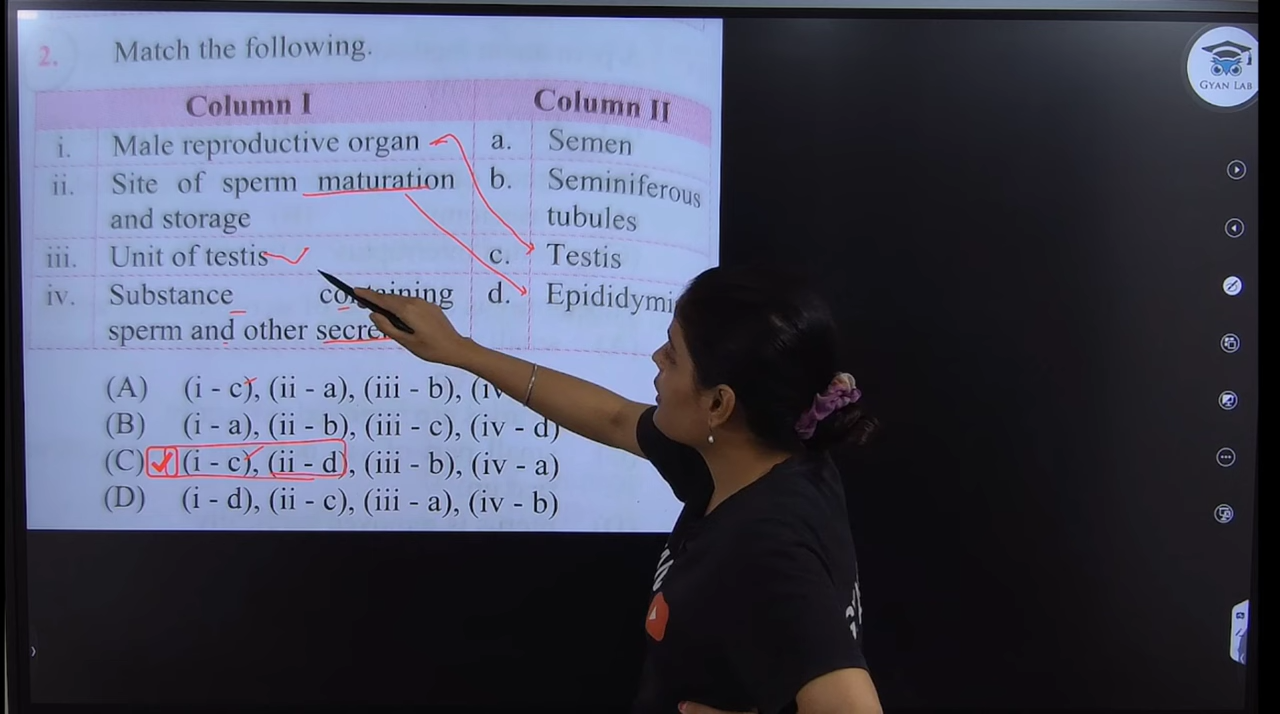 2. Match the following.
Column I Column II
i. Male reproductive organ a. Semen
ii. Site of sperm maturation and storage b. Seminiferous tubules
iii. Unit of testis c. Testis
iv. Substance containing sperm and other d. Epididymi
(A) (i - c), (ii - a), (iii - b), (iv
(B) (i - a), (ii - b), (iii - c), (iv - d)
(C) (i - c), (ii - d), (iii - b), (iv - a)
(D) (i - d), (ii - c), (iii - a), (iv - b)
GYAN LAB